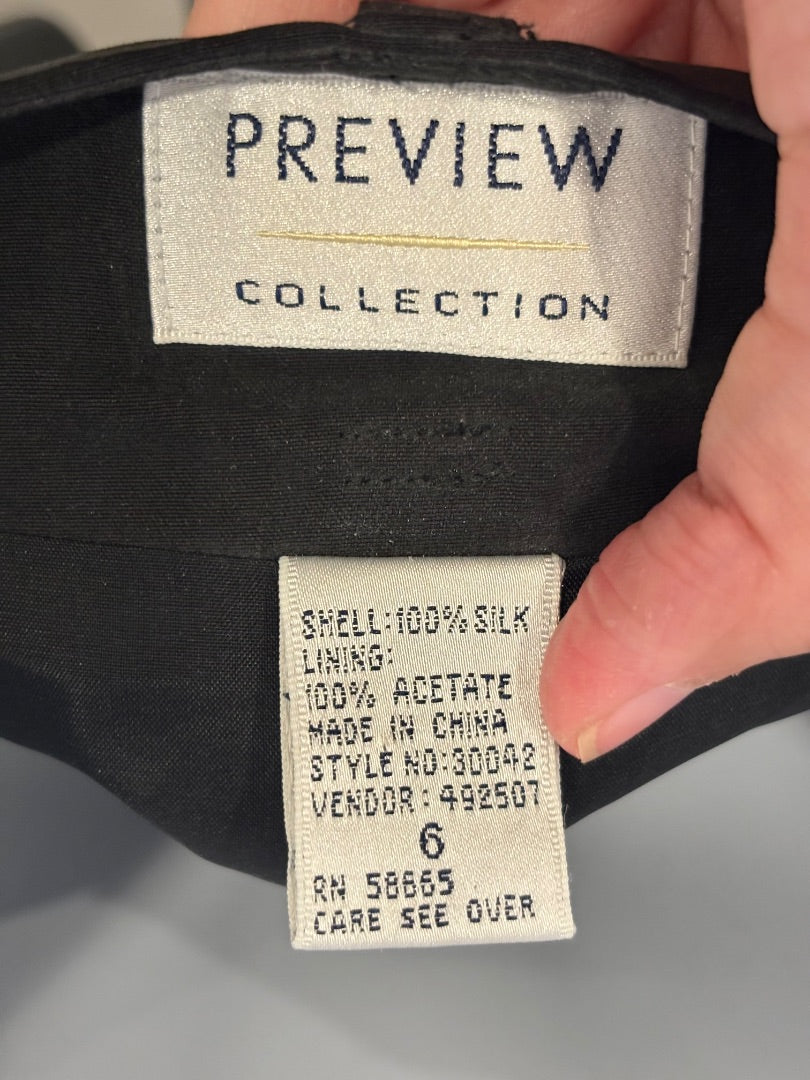 PREVIEW
COLLECTION
SHELL:100% SILK
LINING:
100% ACETATE
MADE IN CHINA
STYLE NO:30042
VENDOR: 492507
6
RN 58865
CARE SEE OVER